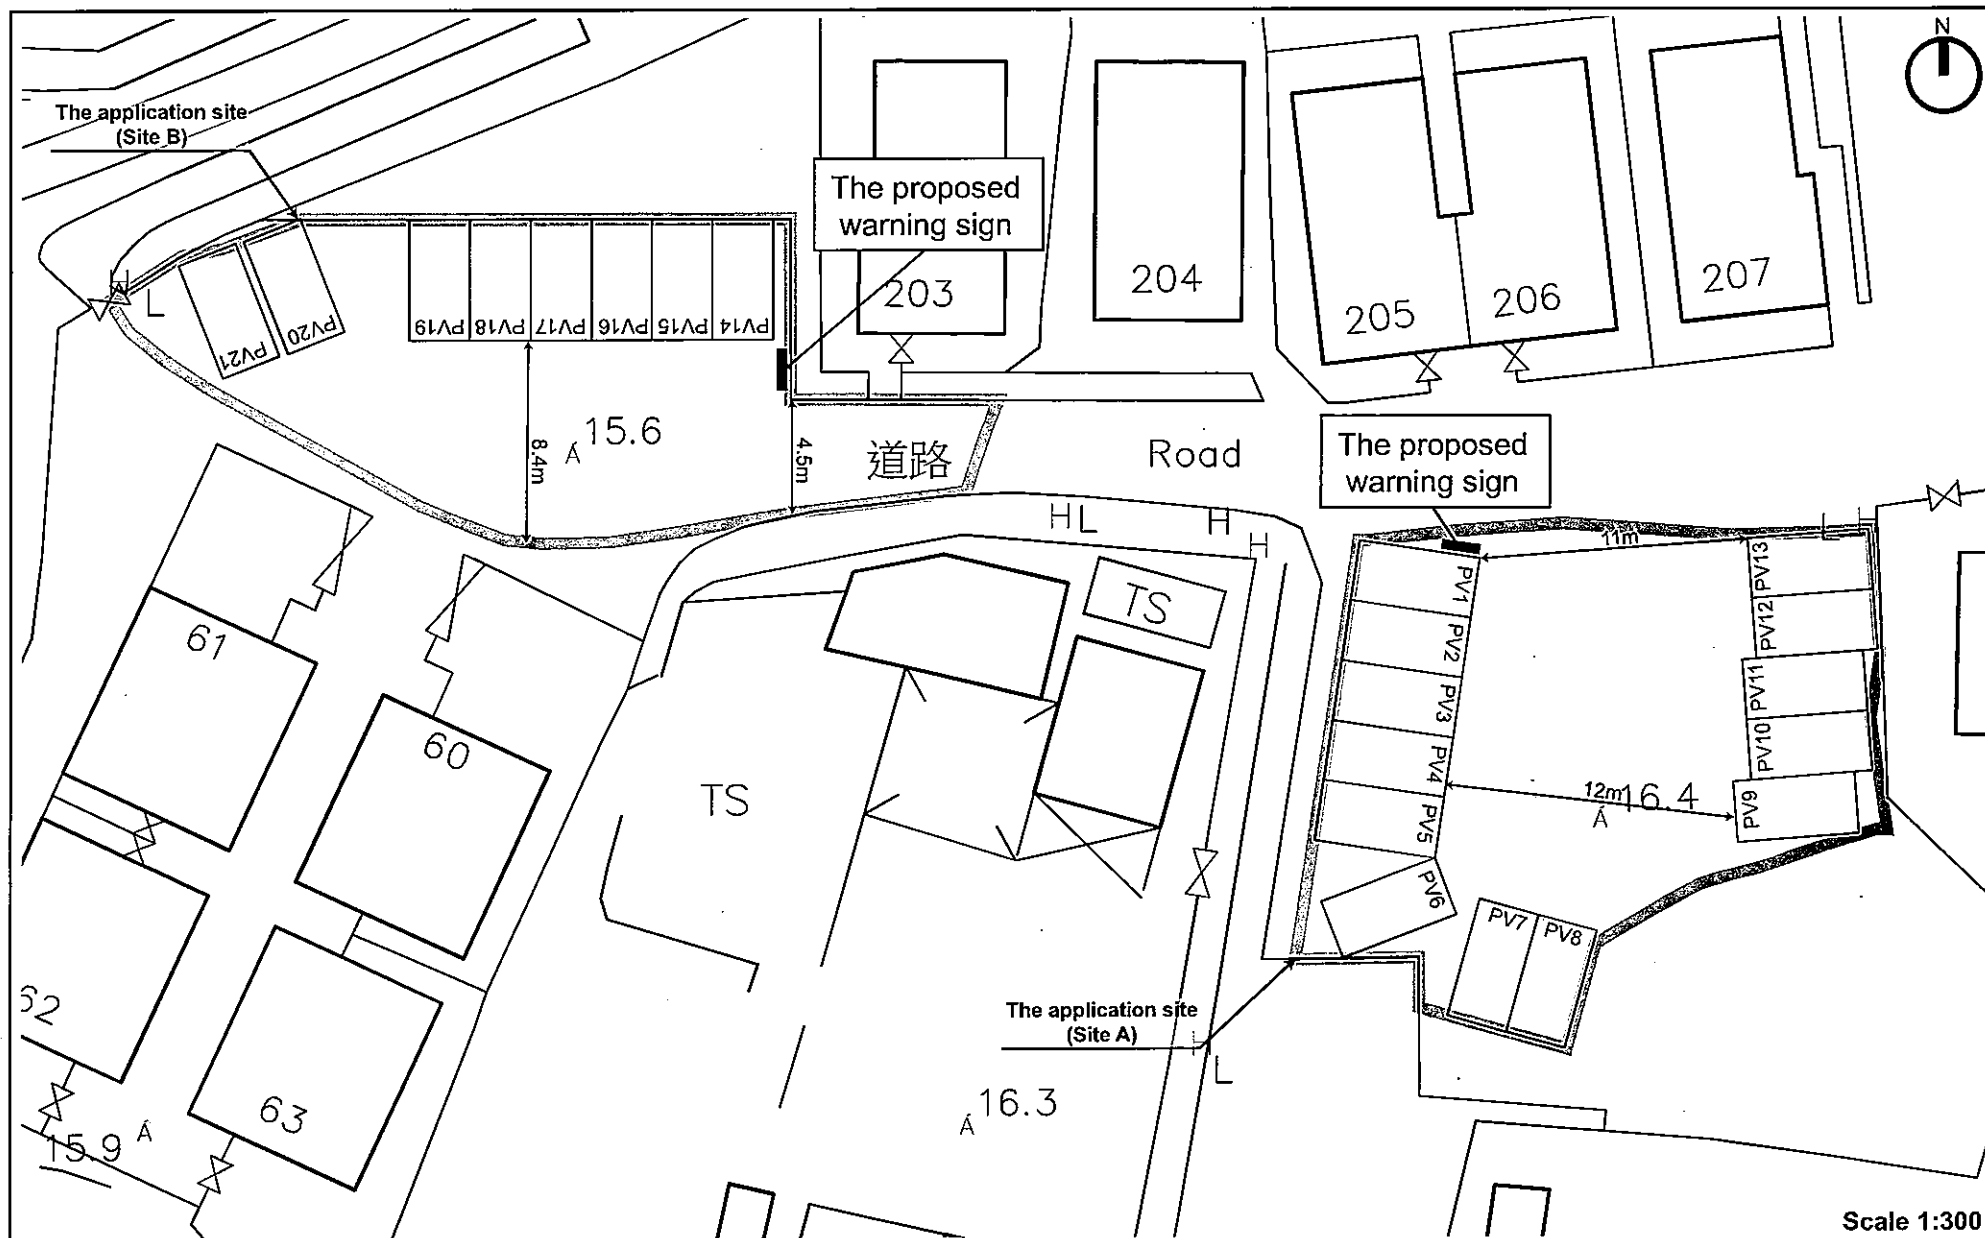 N
The application site
(Site B)
The proposed
warning sign
203
204
205
206
207
H
L
PV21
PV20
PV19
PV18
PV17
PV16
PV15
PV14
8.4m
Á 15.6
4.5m
道路
Road
The proposed
warning sign
H L
H
H
L
11m
PV1
PV2
PV3
PV4
PV5
PV6
PV7
PV8
PV9
PV10
PV11
PV12
PV13
12m
16.4
Á
TS
TS
61
60
62
63
15.9 Á
The application site
(Site A)
H
L
Á 16.3
Scale 1:300